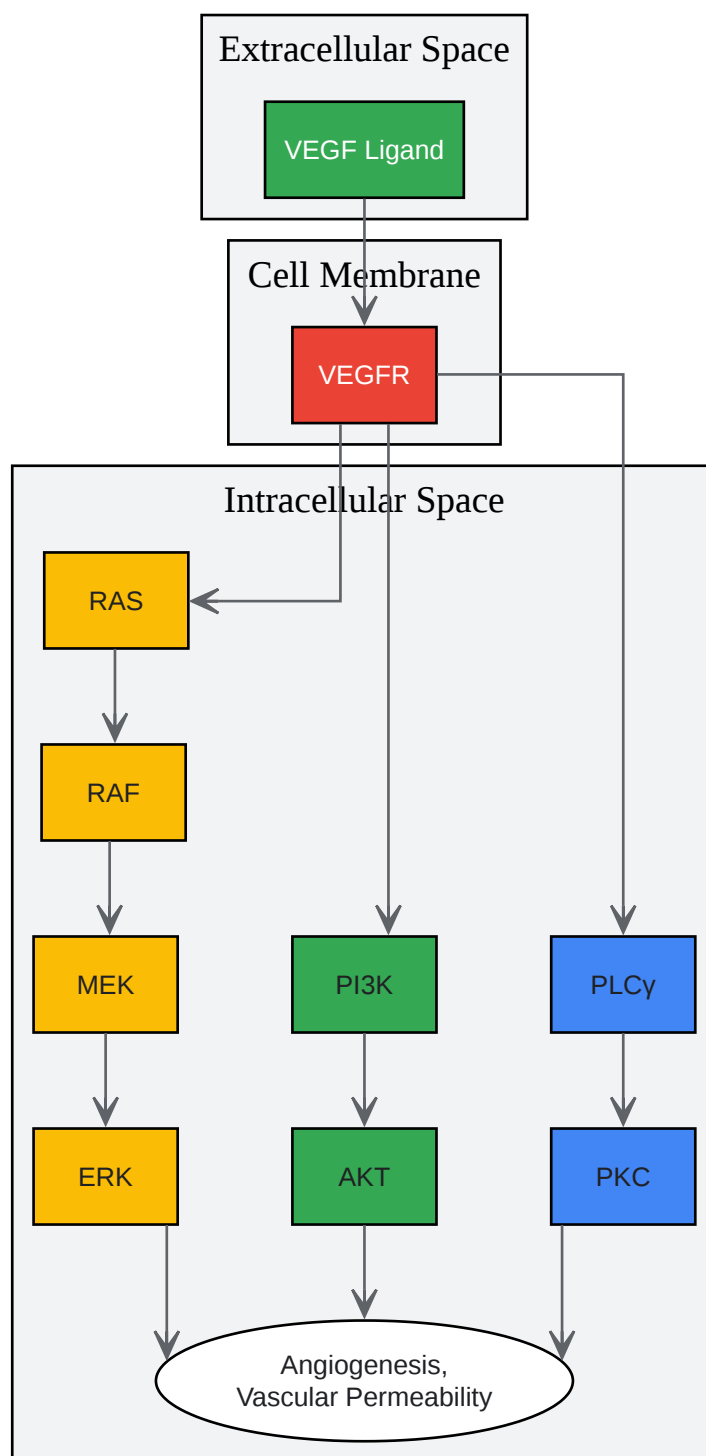 Extracellular Space
VEGF Ligand
Cell Membrane
VEGFR
Intracellular Space
RAS
RAF
MEK
PI3K
PLCγ
ERK
AKT
PKC
Angiogenesis,
Vascular Permeability